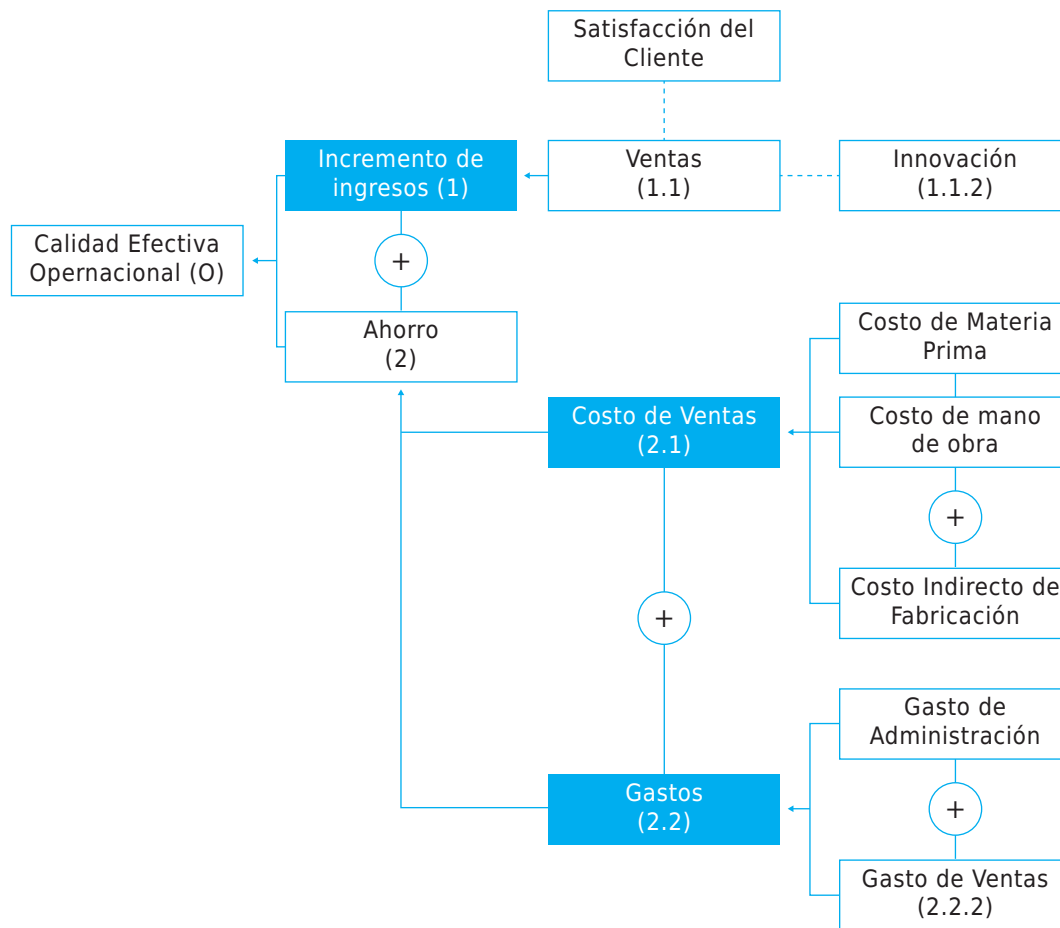 Satisfacción del
Cliente
Incremento de
ingresos (1)
Ventas
(1.1)
Innovación
(1.1.2)
Calidad Efectiva
Opernacional (O)
+
Ahorro
(2)
Costo de Materia
Prima
Costo de Ventas
(2.1)
Costo de mano
de obra
+
Costo Indirecto de
Fabricación
+
Gasto de
Administración
Gastos
(2.2)
+
Gasto de Ventas
(2.2.2)